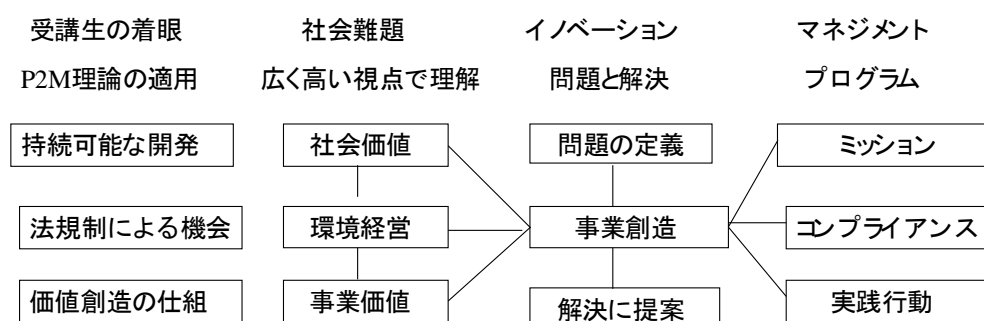 受講生の着眼 社会難題 イノベーション マネジメント
P2M理論の適用 広く高い視点で理解 問題と解決 プログラム
持続可能な開発 社会価値 問題の定義 ミッション
法規制による機会 環境経営 事業創造 コンプライアンス
価値創造の仕組 事業価値 解決に提案 実践行動